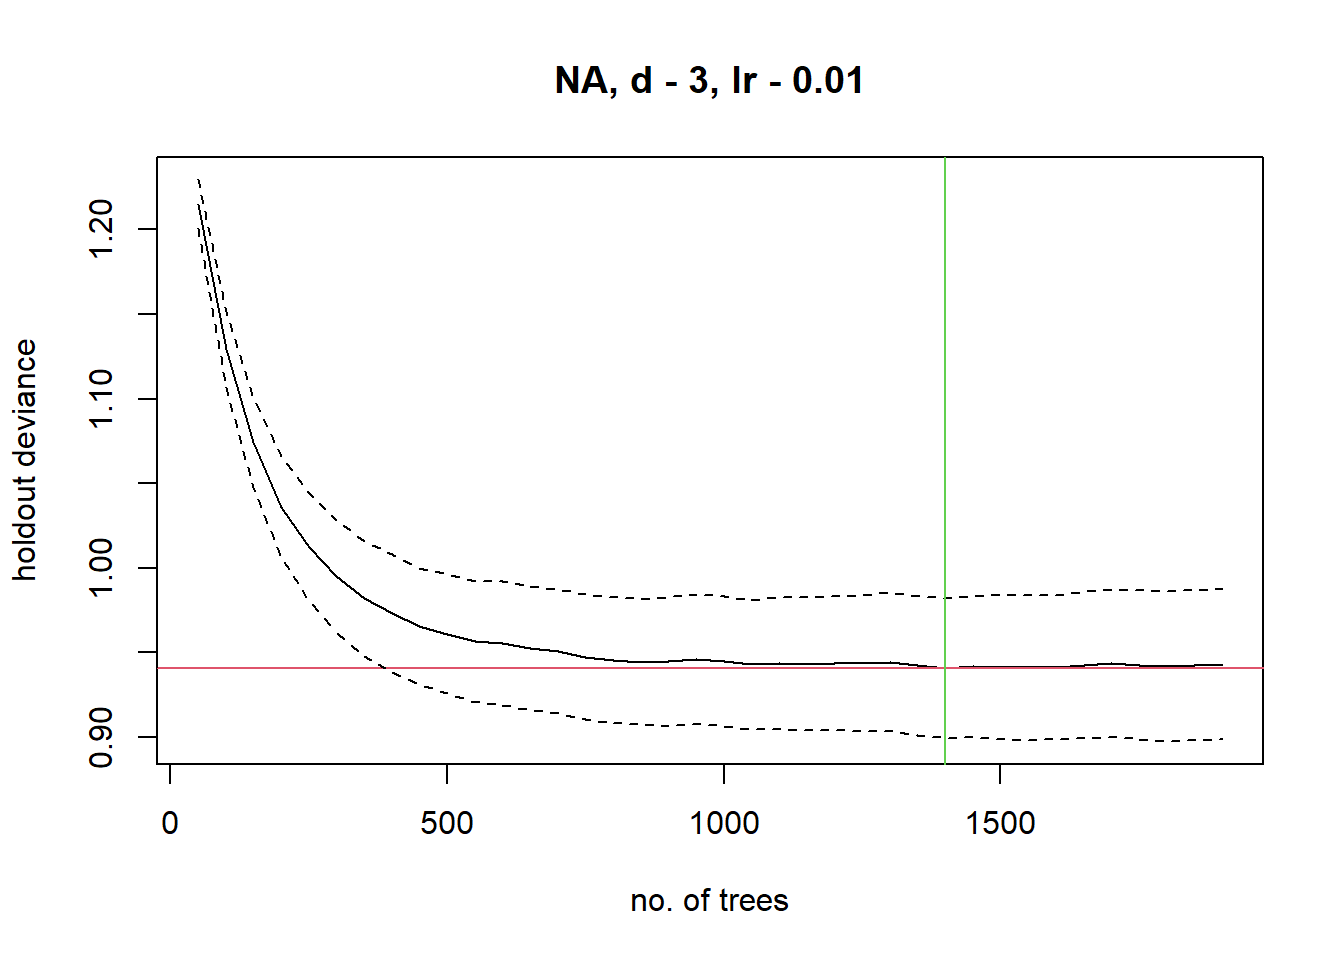 NA, d - 3, lr - 0.01
holdout deviance
1.20
1.10
1.00
0.90
0 500 1000 1500
no. of trees